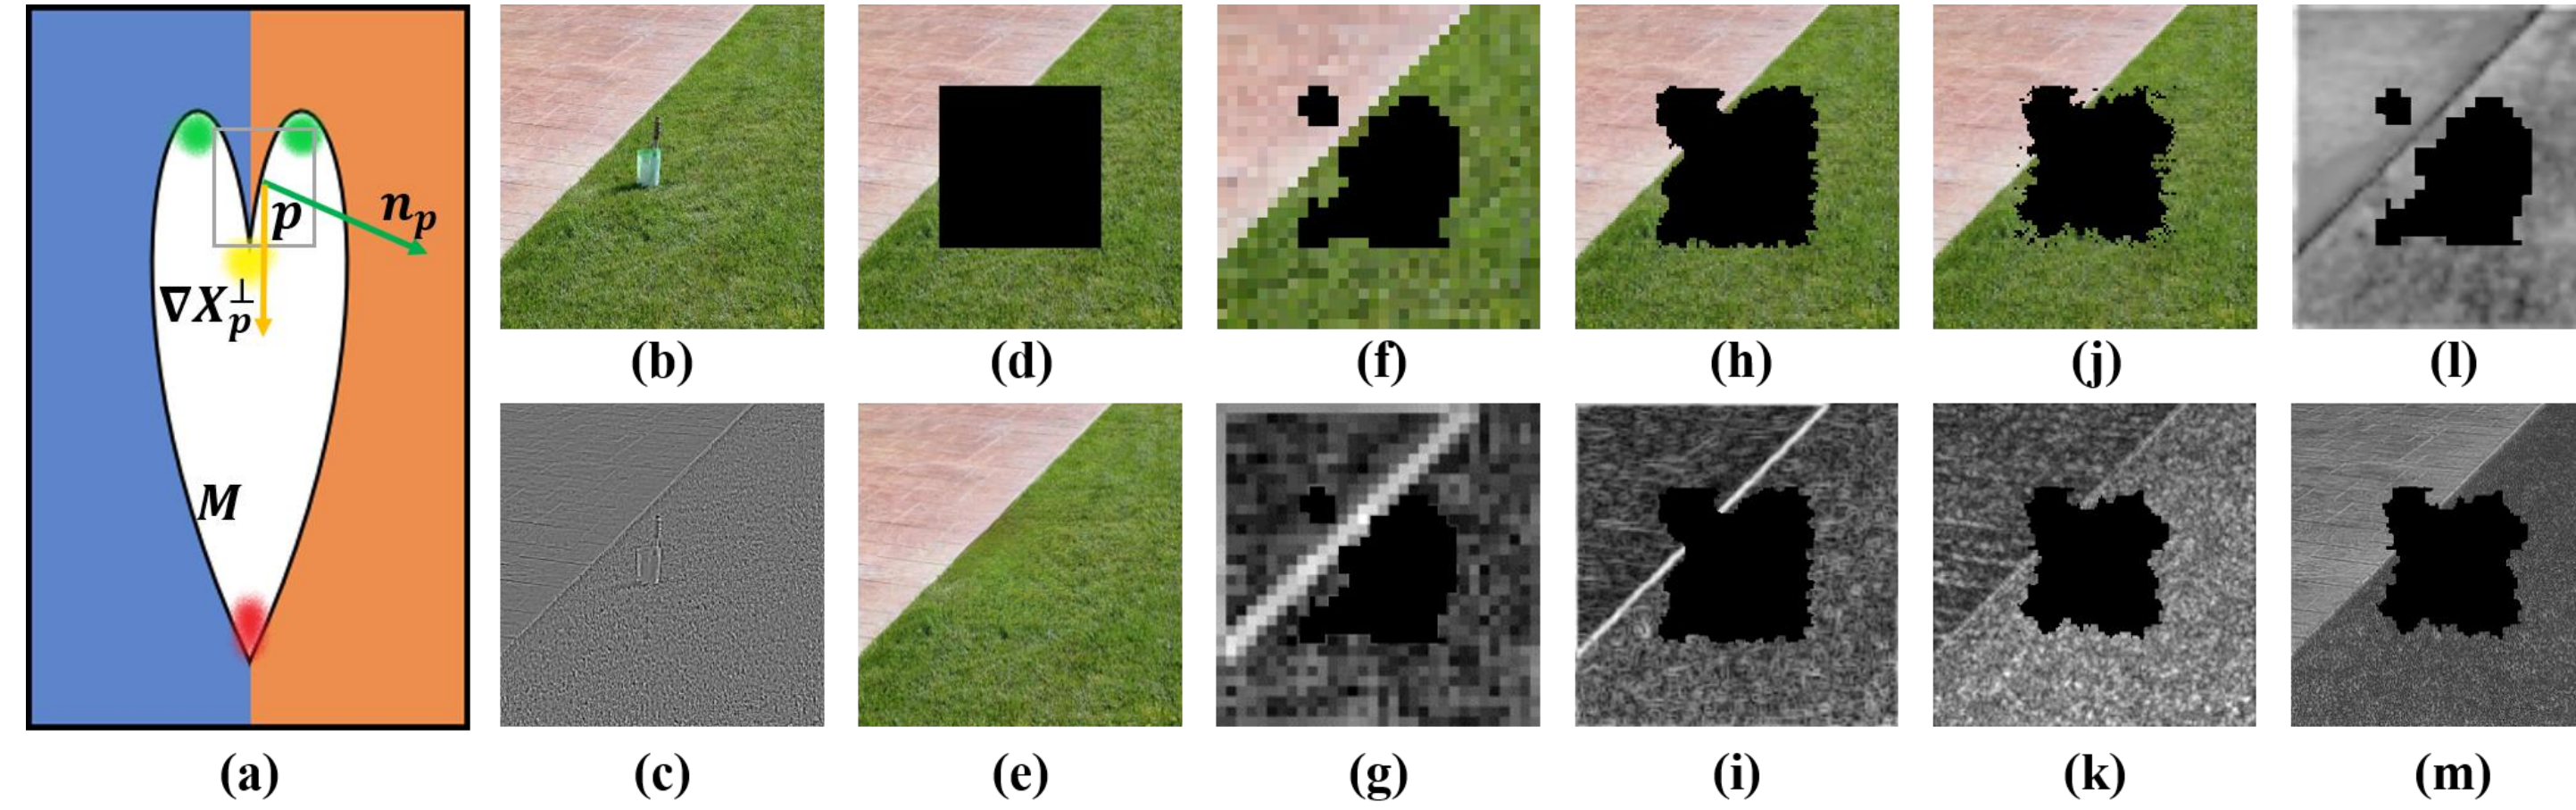 p
n_p
∇X_p^⊥
M
(a)
(b)
(d)
(f)
(h)
(j)
(l)
(c)
(e)
(g)
(i)
(k)
(m)